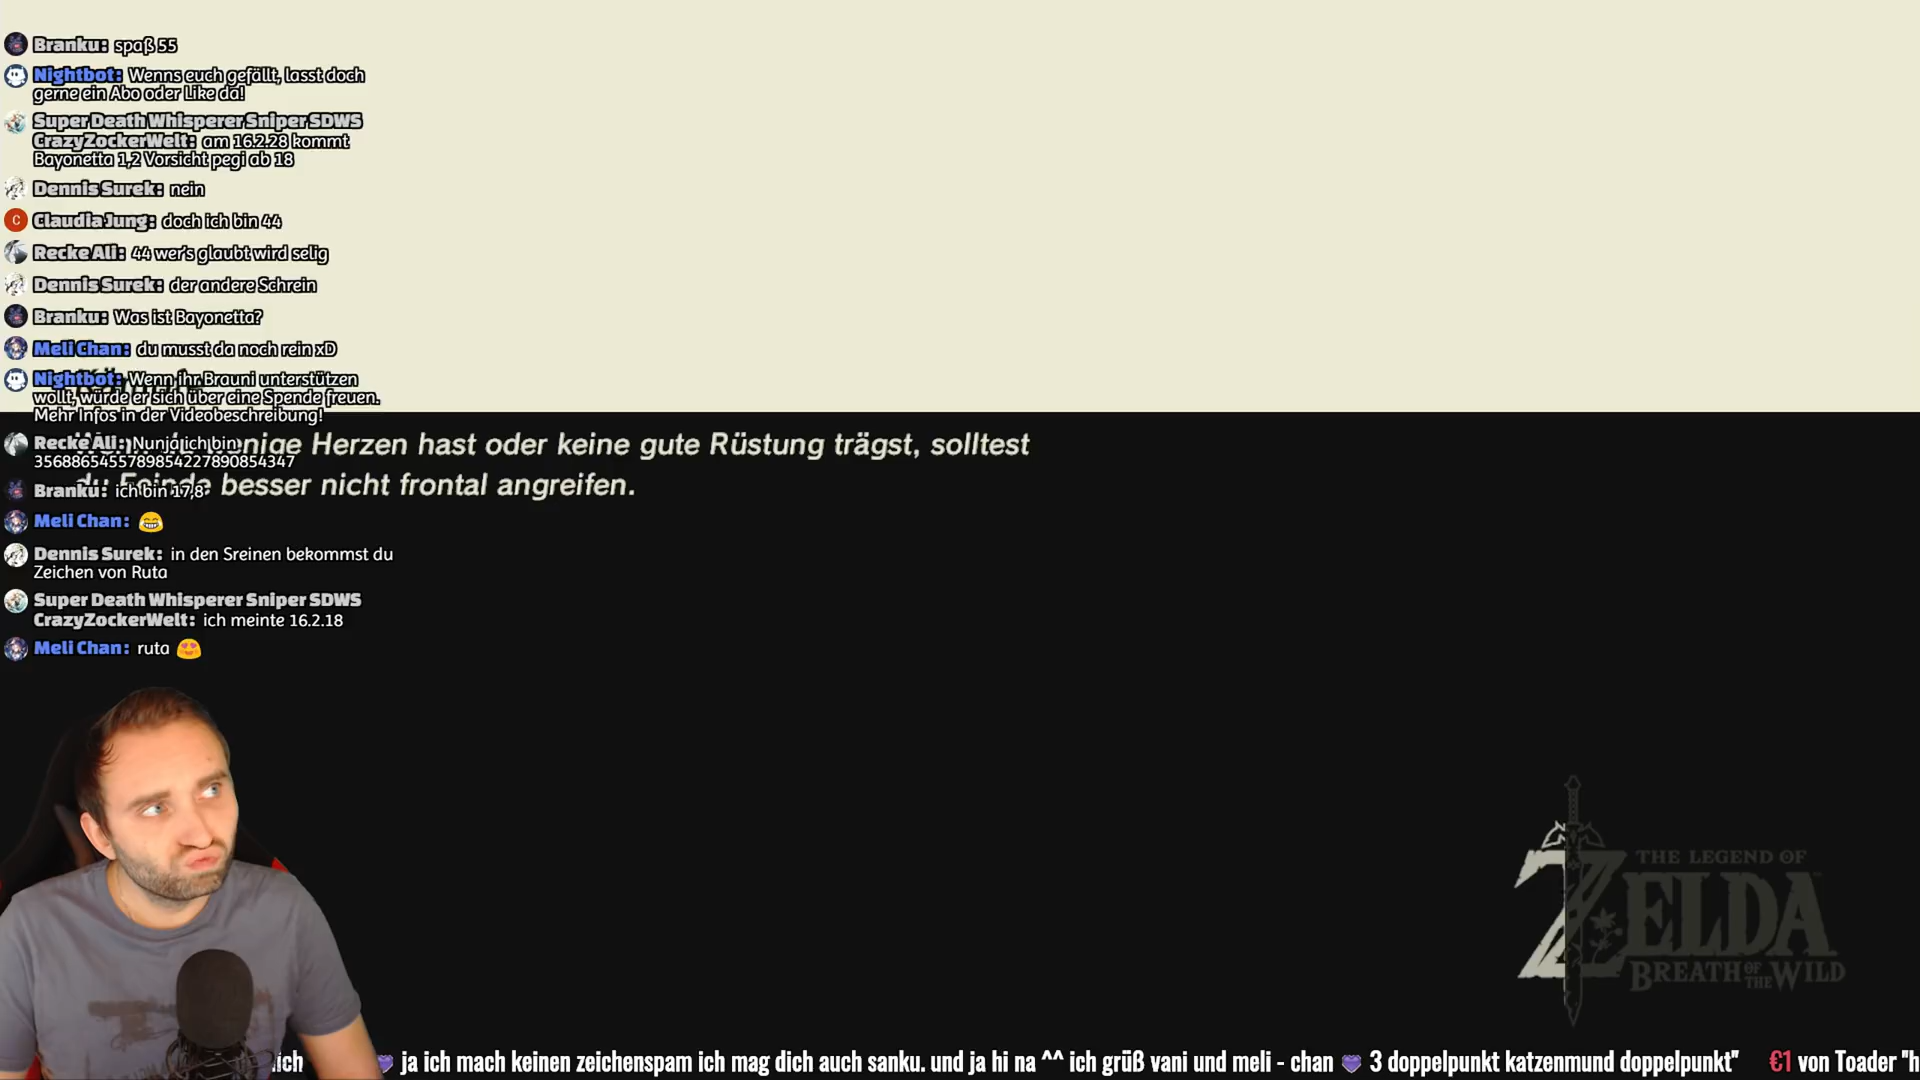 Branku: spaß 55
Nightbot: Wenns euch gefällt, lasst doch
gerne ein Abo oder Like da!
Super Death Whisperer Sniper SDWS
CrazyZockerWelt: am 16.2.28 kommt
Bayonetta 1,2 Vorsicht pegi ab 18
Dennis Surek: nein
C Claudia Jung: doch ich bin 44
Recke Ali: 44 wer's glaubt wird selig
Dennis Surek: der andere Schrein
Branku: Was ist Bayonetta?
Meli Chan: du musst da noch rein xD
Nightbot: Wenn ihr Brauni unterstützen
wollt, würde er sich über eine Spende freuen.
Mehr Infos in der Videobeschreibung!
Recke Ali: Nunja ich bin
3568865455789854227890854347
Branku: ich bin 17,8
Meli Chan: 😂
Dennis Surek: in den Sreinen bekommst du
Zeichen von Ruta
Super Death Whisperer Sniper SDWS
CrazyZockerWelt: ich meinte 16.2.18
Meli Chan: ruta 😍
Herzen hast oder keine gute Rüstung trägst, solltest
besser nicht frontal angreifen.
THE LEGEND OF
ZELDA
BREATH OF THE WILD
ich 💜 ja ich mach keinen zeichenspam ich mag dich auch sanku. und ja hi na ^^ ich grüß vani und meli - chan 💜 3 doppelpunkt katzenmund doppelpunkt" €1 von Toader "h